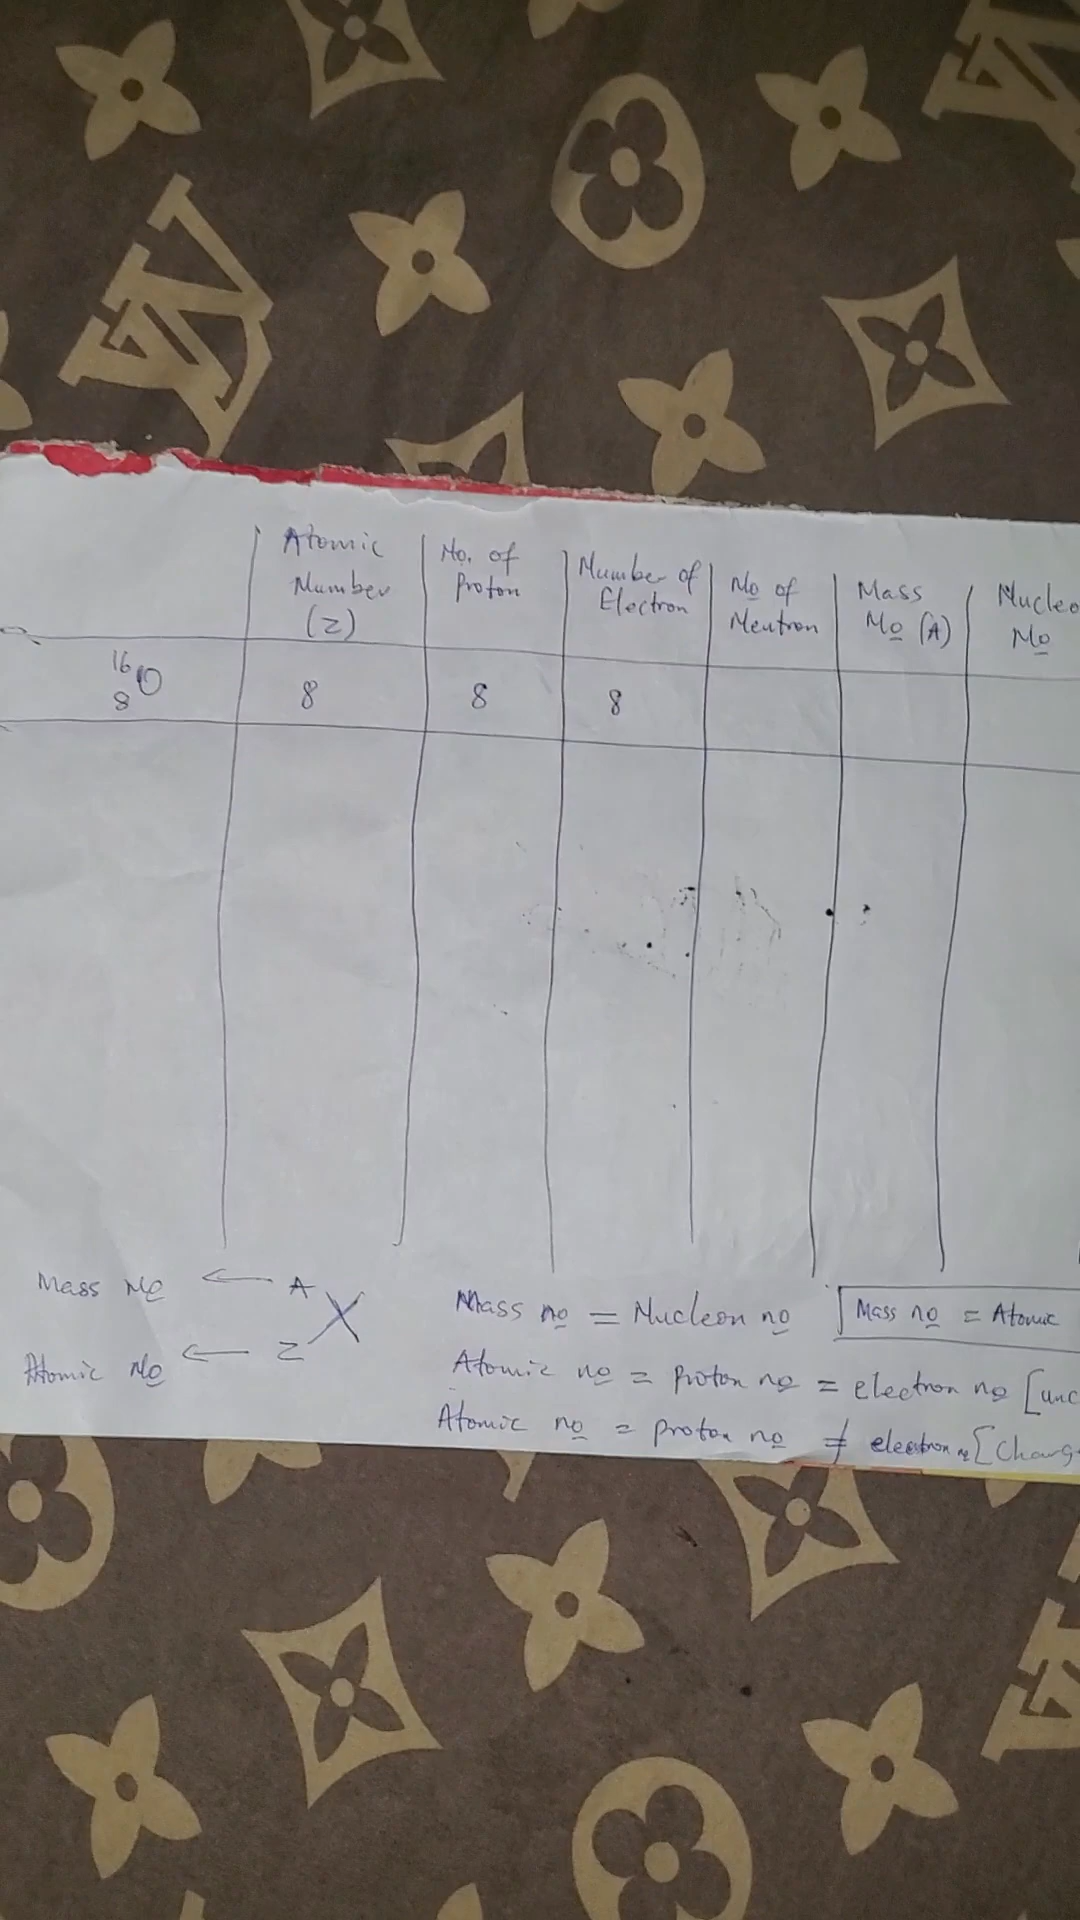 Atomic Number (Z)
No. of Proton
Number of Electron
No of Neutron
Mass No (A)
Nucleo No
16 8 O
8
8
8
Mass No ← A
X
Atomic No ← Z
Mass no = Nucleon no
Mass no = Atomic
Atomic no = Proton no = electron no [unc
Atomic no = proton no ≠ electron no [Charg